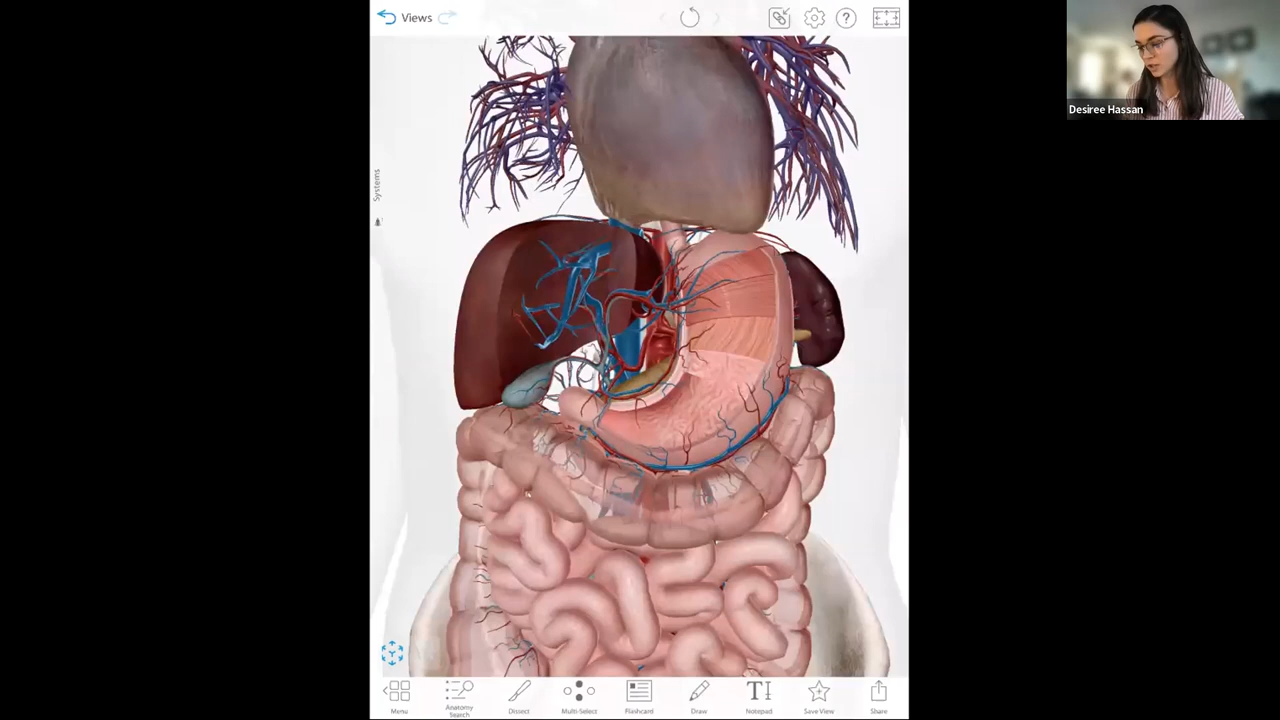 Views
?
Desiree Hassan
Systems
Menu
Anatomy
Search
Dissect
Multi-Select
Flashcard
Draw
Notepad
Save View
Share